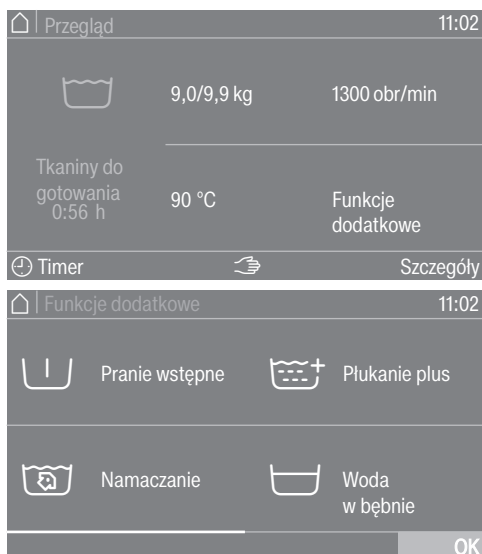 Przegląd 11:02
9,0/9,9 kg 1300 obr/min
Tkaniny do
gotowania
0:56 h
90 °C Funkcje
dodatkowe
Timer Szczegóły
Funkcje dodatkowe 11:02
Pranie wstępne Płukanie plus
Namaczanie Woda
w bębnie
OK